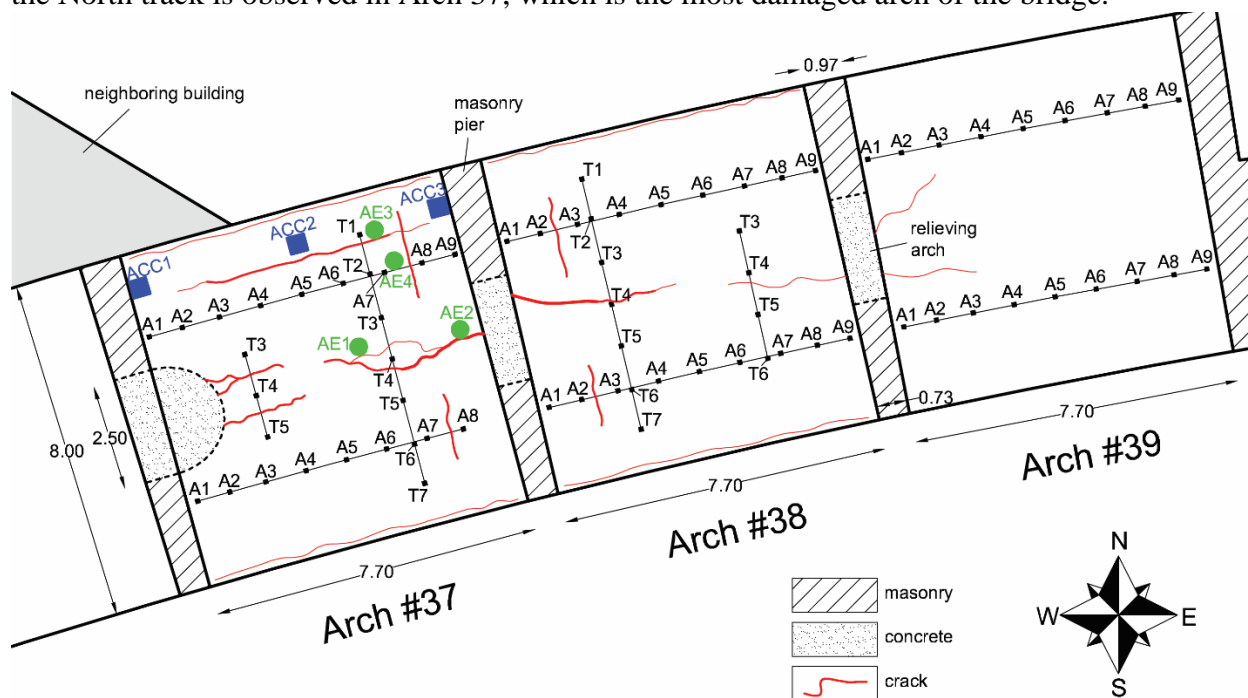 the North track is observed in Arch 37, which is the most damaged arch of the bridge.
neighboring building
masonry
pier
0.97
relieving
arch
ACC1
ACC2
ACC3
AE3
AE4
AE1
AE2
T1
T2
A7
T3
T4
T5
T6
T7
A1 A2 A3 A4 A5 A6 A8 A9
T3
T4
T5
A1 A2 A3 A4 A5 A6 A7 A8
T1
T2
T3
T4
T5
T6
T7
A1 A2 A3 A4 A5 A6 A7 A8 A9
T3
T4
T5
T6
A1 A2 A3 A4 A5 A6 A7 A8 A9
A1 A2 A3 A4 A5 A6 A7 A8 A9
A1 A2 A3 A4 A5 A6 A7 A8 A9
8.00
2.50
0.73
7.70
7.70
7.70
Arch #37
Arch #38
Arch #39
masonry
concrete
crack
N
W E
S